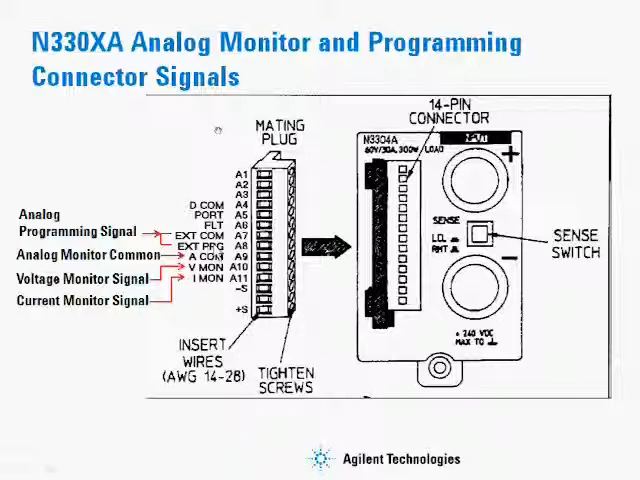 N330XA Analog Monitor and Programming
Connector Signals
14-PIN
CONNECTOR
MATING
PLUG
N3304A
INPUT
60V/30A, 300W LOAD
+
A1
A2
A3
D COM A4
PORT A5
FLT A6
EXT COM A7
EXT PRG A8
A COM A9
V MON A10
I MON A11
-S
+S
Analog
Programming Signal
Analog Monitor Common
Voltage Monitor Signal
Current Monitor Signal
SENSE
LCL
RMT
SENSE
SWITCH
−
± 240 VDC
MAX TO
INSERT
WIRES
(AWG 14-28)
TIGHTEN
SCREWS
Agilent Technologies